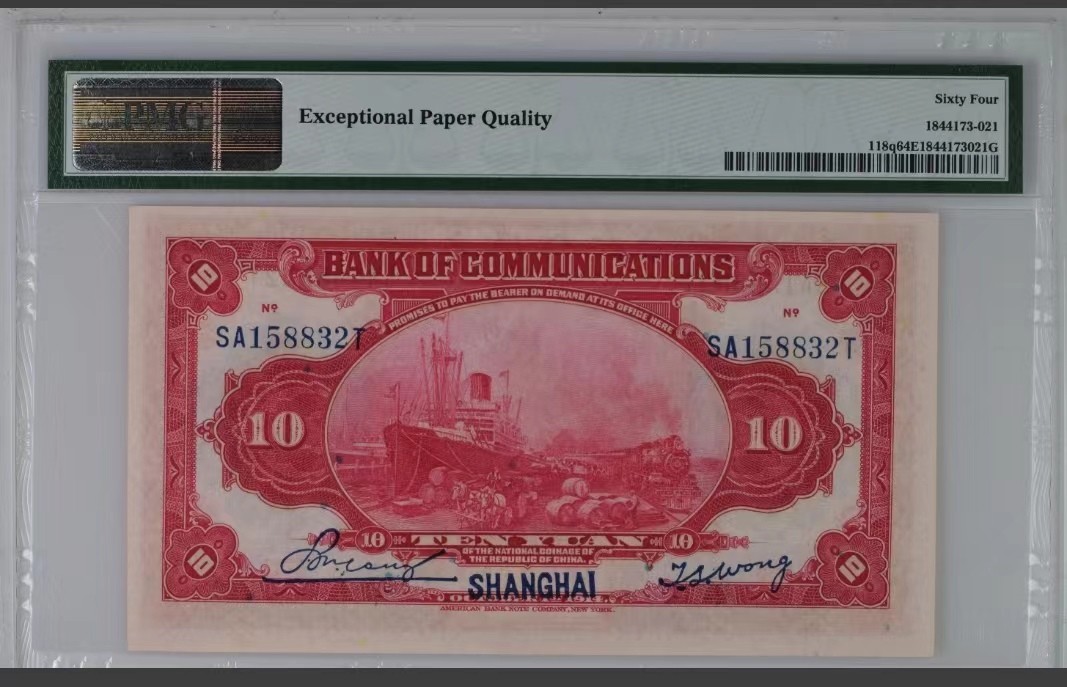 PMG
Exceptional Paper Quality
Sixty Four
1844173-021
118q64E1844173021G
10
BANK OF COMMUNICATIONS
10
PROMISES TO PAY THE BEARER ON DEMAND AT ITS OFFICE HERE
Nº
Nº
SA158832T
SA158832T
10
10
10 TEN YUAN 10
OF THE NATIONAL COINAGE OF
THE REPUBLIC OF CHINA.
10
SHANGHAI
T.S.Wong
10
AMERICAN BANK NOTE COMPANY, NEW YORK.